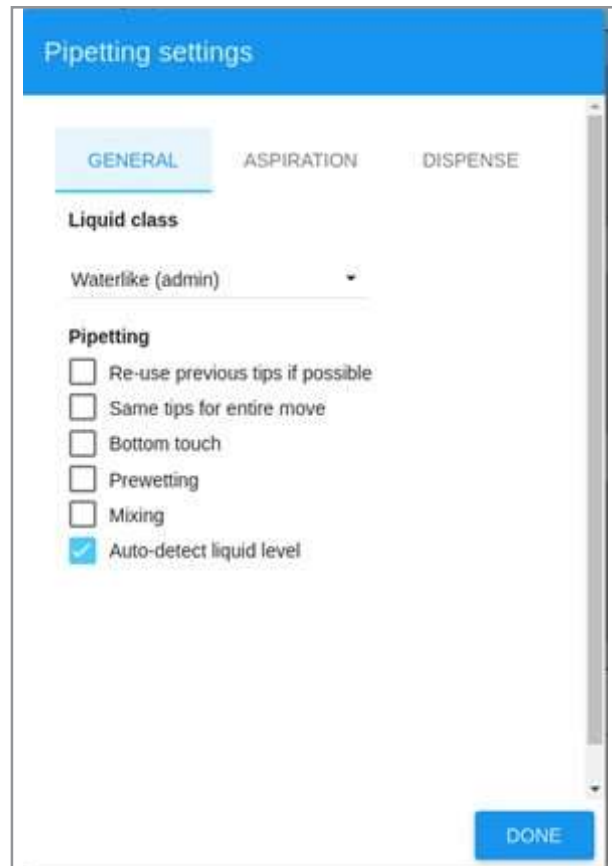 Pipetting settings
GENERAL ASPIRATION DISPENSE
Liquid class
Waterlike (admin)
Pipetting
Re-use previous tips if possible
Same tips for entire move
Bottom touch
Prewetting
Mixing
Auto-detect liquid level
DONE